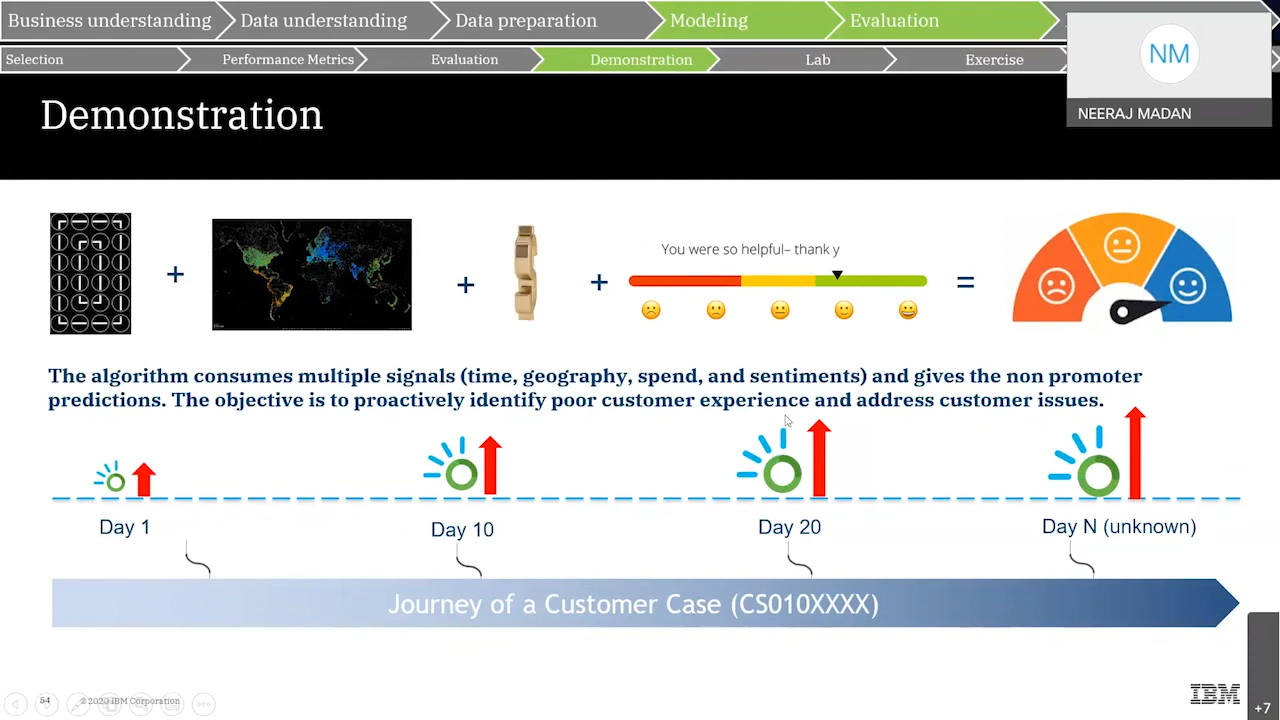 Business understanding
Data understanding
Data preparation
Modeling
Evaluation
Selection
Performance Metrics
Evaluation
Demonstration
Lab
Exercise
NM
NEERAJ MADAN
Demonstration
+
+
+
You were so helpful– thank y
=
The algorithm consumes multiple signals (time, geography, spend, and sentiments) and gives the non promoter
predictions. The objective is to proactively identify poor customer experience and address customer issues.
Day 1
Day 10
Day 20
Day N (unknown)
Journey of a Customer Case (CS010XXXX)
54
©2020 IBM Corporation
IBM
+7